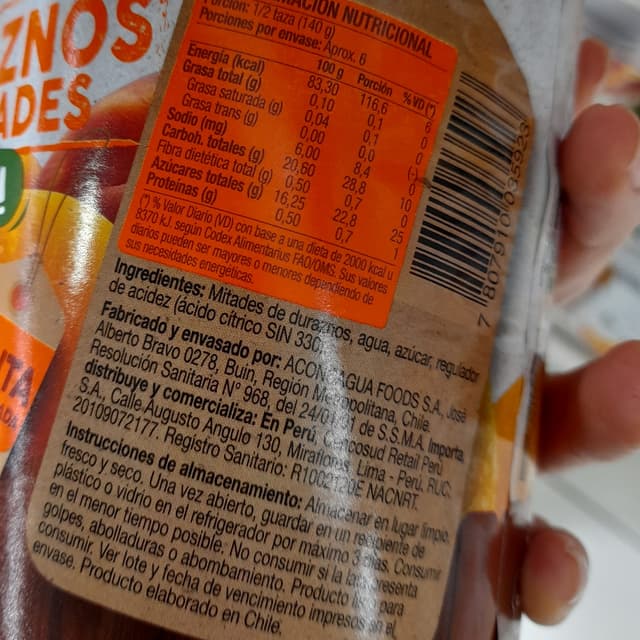 ZNOS
ADES
RACIÓN NUTRICIONAL
Porción: 1/2 taza (140 g)
Porciones por envase: Aprox. 6
100 g Porción %VD (*)
Energía (kcal) 83,30 116,6 6
Grasa total (g) 0,10 0,1 0
Grasa saturada (g) 0,04 0,1 0
Grasa trans (g) 0,00 0,0 (-)
Sodio (mg) 6,00 8,4 0
Carboh. totales (g) 20,60 28,8 10
Fibra dietética total (g) 0,50 0,7 0
Azúcares totales (g) 16,25 22,8 25
Proteínas (g) 0,50 0,7 1
(*) % Valor Diario (VD) con base a una dieta de 2000 kcal u
8370 kJ. según Codex Alimentarius FAO/OMS. Sus valores
diarios pueden ser mayores o menores dependiendo de
sus necesidades energéticas.
Ingredientes: Mitades de duraznos, agua, azúcar, regulador
de acidez (ácido cítrico SIN 330).
Fabricado y envasado por: ACONCAGUA FOODS S.A., José
Alberto Bravo 0278, Buin, Región Metropolitana, Chile.
Resolución Sanitaria N° 968, del de S.S.M.A. Importa
distribuye y comercializa: En Perú, Cencosud Retail Perú
S.A., Calle Augusto Angulo 130, Miraflores, Lima - Perú, RUC.
20109072177. Registro Sanitario: NACNRT.
Instrucciones de almacenamiento: Almacenar en lugar limpio,
fresco y seco. Una vez abierto, guardar en un recipiente de
plástico o vidrio en el refrigerador por máximo días. Consumir
en el menor tiempo posible. No consumir si la lata presenta
golpes, abolladuras o abombamiento. Producto para
consumir. Ver lote y fecha de vencimiento impresos en el
envase. Producto elaborado en Chile.
7 807910 035923
!
TA